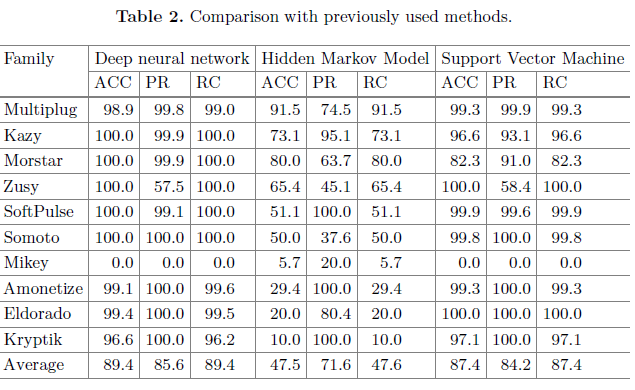 Table 2. Comparison with previously used methods.
Family Deep neural network Hidden Markov Model Support Vector Machine
ACC PR RC ACC PR RC ACC PR RC
Multiplug 98.9 99.8 99.0 91.5 74.5 91.5 99.3 99.9 99.3
Kazy 100.0 99.9 100.0 73.1 95.1 73.1 96.6 93.1 96.6
Morstar 100.0 99.9 100.0 80.0 63.7 80.0 82.3 91.0 82.3
Zusy 100.0 57.5 100.0 65.4 45.1 65.4 100.0 58.4 100.0
SoftPulse 100.0 99.1 100.0 51.1 100.0 51.1 99.9 99.6 99.9
Somoto 100.0 100.0 100.0 50.0 37.6 50.0 99.8 100.0 99.8
Mikey 0.0 0.0 0.0 5.7 20.0 5.7 0.0 0.0 0.0
Amonetize 99.1 100.0 99.6 29.4 100.0 29.4 99.3 100.0 99.3
Eldorado 99.4 100.0 99.5 20.0 80.4 20.0 100.0 100.0 100.0
Kryptik 96.6 100.0 96.2 10.0 100.0 10.0 97.1 100.0 97.1
Average 89.4 85.6 89.4 47.5 71.6 47.6 87.4 84.2 87.4